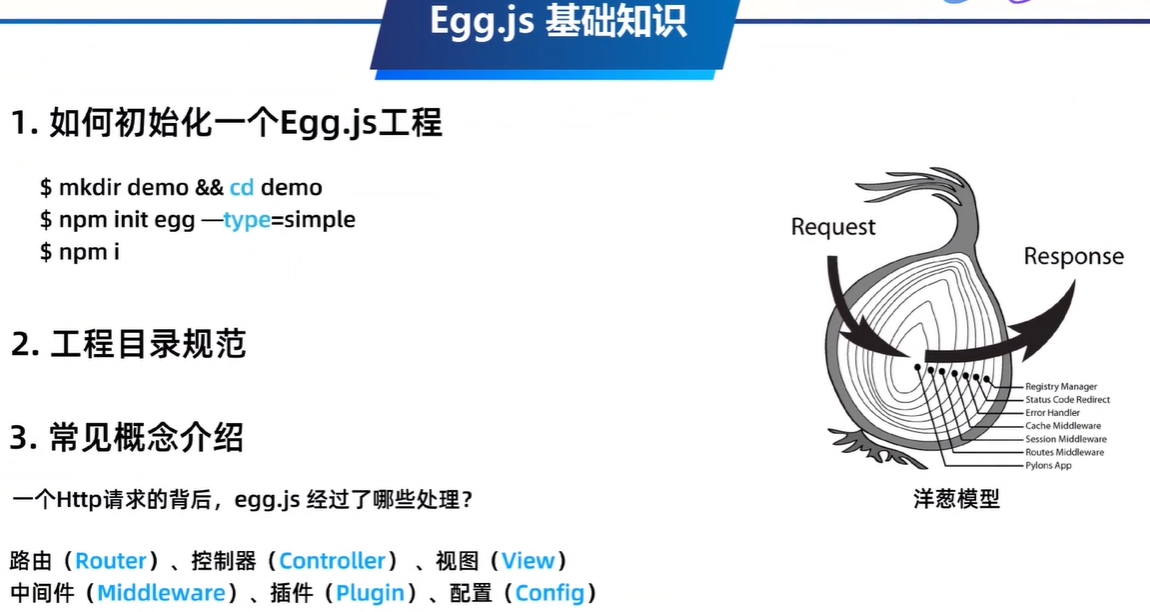 Egg.js 基础知识
1. 如何初始化一个Egg.js工程
$ mkdir demo && cd demo
$ npm init egg —type=simple
$ npm i
2. 工程目录规范
3. 常见概念介绍
一个Http请求的背后，egg.js 经过了哪些处理？
路由（Router）、控制器（Controller） 、视图（View）
中间件（Middleware）、插件（Plugin）、配置（Config）
Request
Response
Registry Manager
Status Code Redirect
Error Handler
Cache Middleware
Session Middleware
Routes Middleware
Pylons App
洋葱模型